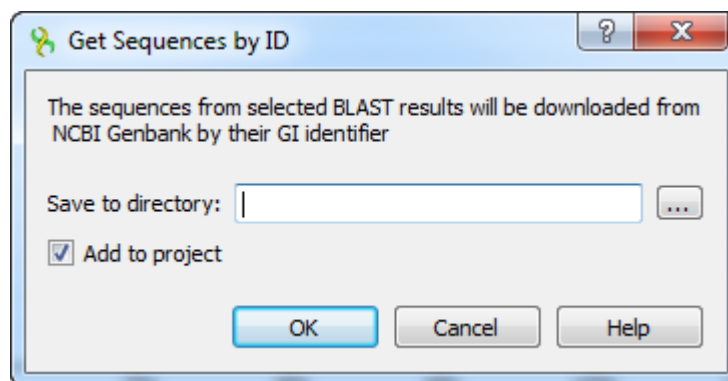 Get Sequences by ID
?
X
The sequences from selected BLAST results will be downloaded from
NCBI Genbank by their GI identifier
Save to directory:
...
Add to project
OK
Cancel
Help